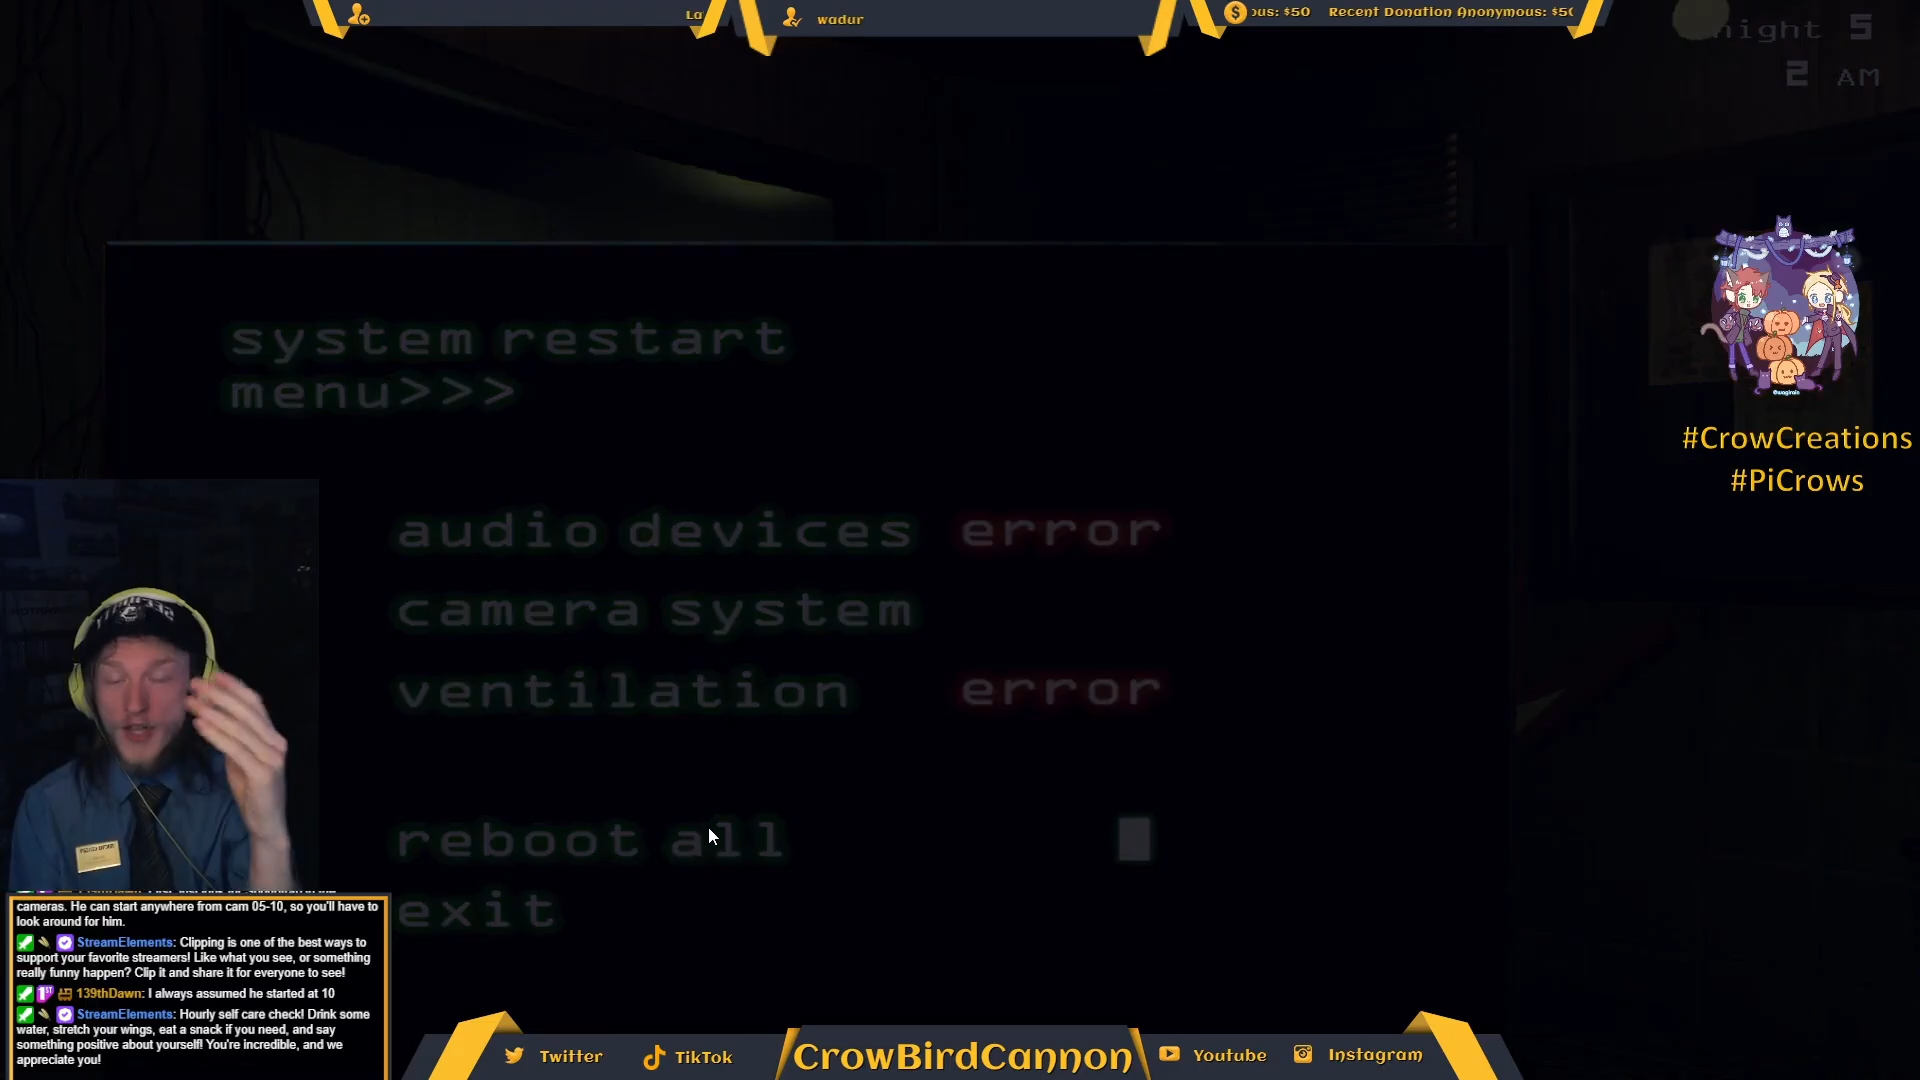 La
wadur
ous: $50 Recent Donation Anonymous: $5
night 5
2 AM
system restart
menu>>>
audio devices error
camera system
ventilation error
reboot all
exit
#CrowCreations
#PiCrows
cameras. He can start anywhere from cam 05-10, so you'll have to
look around for him.
StreamElements: Clipping is one of the best ways to
support your favorite streamers! Like what you see, or something
really funny happen? Clip it and share it for everyone to see!
139thDawn: I always assumed he started at 10
StreamElements: Hourly self care check! Drink some
water, stretch your wings, eat a snack if you need, and say
something positive about yourself! You're incredible, and we
appreciate you!
Twitter TikTok CrowBirdCannon Youtube Instagram